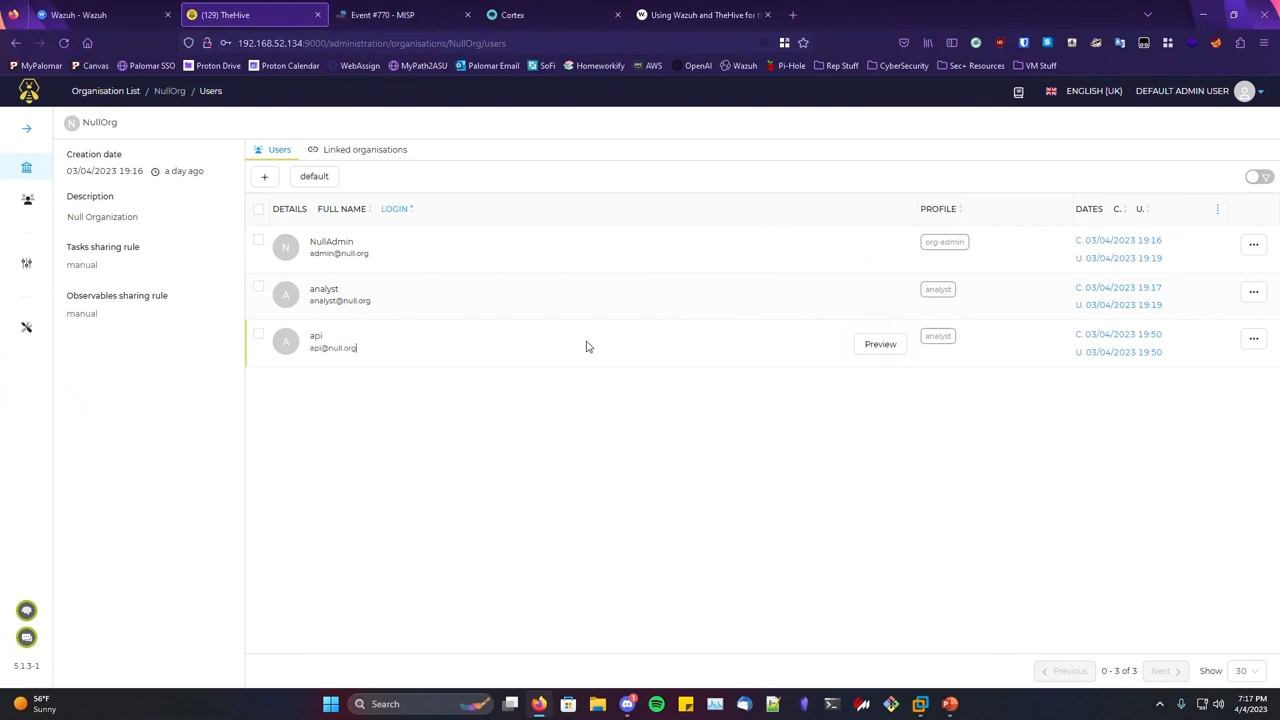 Wazuh - Wazuh
(129) TheHive
Event #770 - MISP
Cortex
Using Wazuh and TheHive for t
192.168.52.134:9000/administration/organisations/NullOrg/users
MyPalomar
Canvas
Palomar SSO
Proton Drive
Proton Calendar
WebAssign
MyPath2ASU
Palomar Email
SoFi
Homeworkify
AWS
OpenAI
Wazuh
Pi-Hole
Rep Stuff
CyberSecurity
Sec+ Resources
VM Stuff
Organisation List / NullOrg / Users
ENGLISH (UK)
DEFAULT ADMIN USER
N NullOrg
Creation date
03/04/2023 19:16 a day ago
Description
Null Organization
Tasks sharing rule
manual
Observables sharing rule
manual
Users
Linked organisations
+
default
DETAILS FULL NAME LOGIN PROFILE DATES C. U.
N
NullAdmin
admin@null.org
org-admin
C. 03/04/2023 19:16
U. 03/04/2023 19:19
A
analyst
analyst@null.org
analyst
C. 03/04/2023 19:17
U. 03/04/2023 19:19
A
api
api@null.org
Preview
analyst
C. 03/04/2023 19:50
U. 03/04/2023 19:50
5.1.3-1
Previous 0 - 3 of 3 Next Show 30
56°F
Sunny
Search
1
7:17 PM
4/4/2023